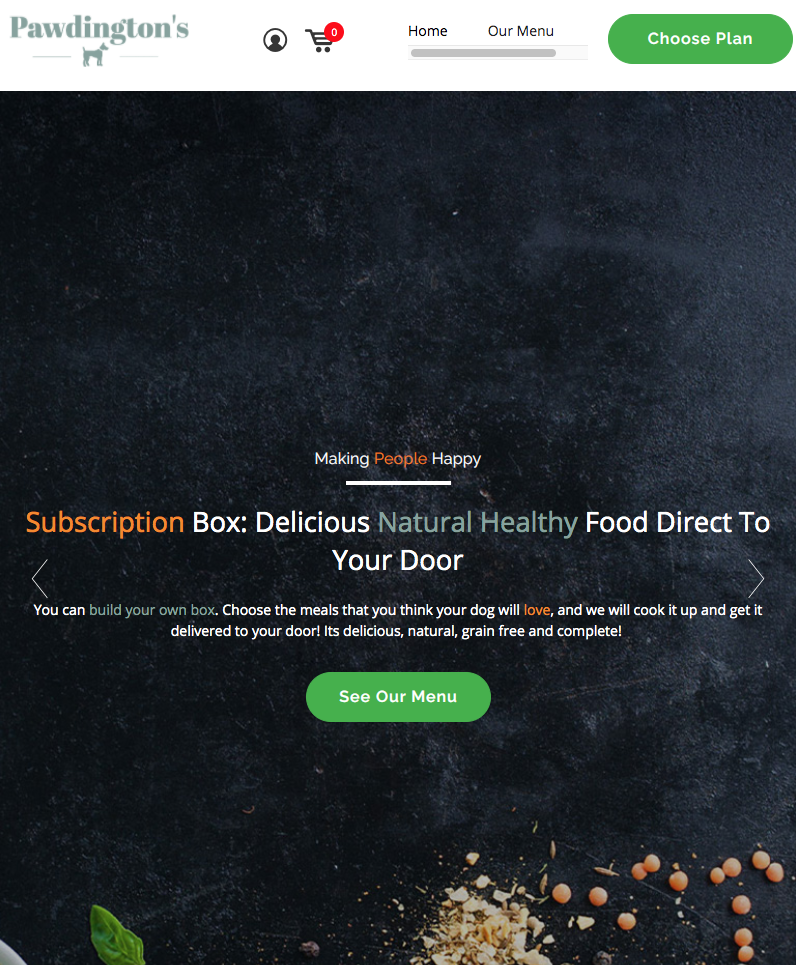 Pawdington's
0
Home
Our Menu
Choose Plan
Making People Happy
Subscription Box: Delicious Natural Healthy Food Direct To
Your Door
You can build your own box. Choose the meals that you think your dog will love, and we will cook it up and get it
delivered to your door! Its delicious, natural, grain free and complete!
See Our Menu